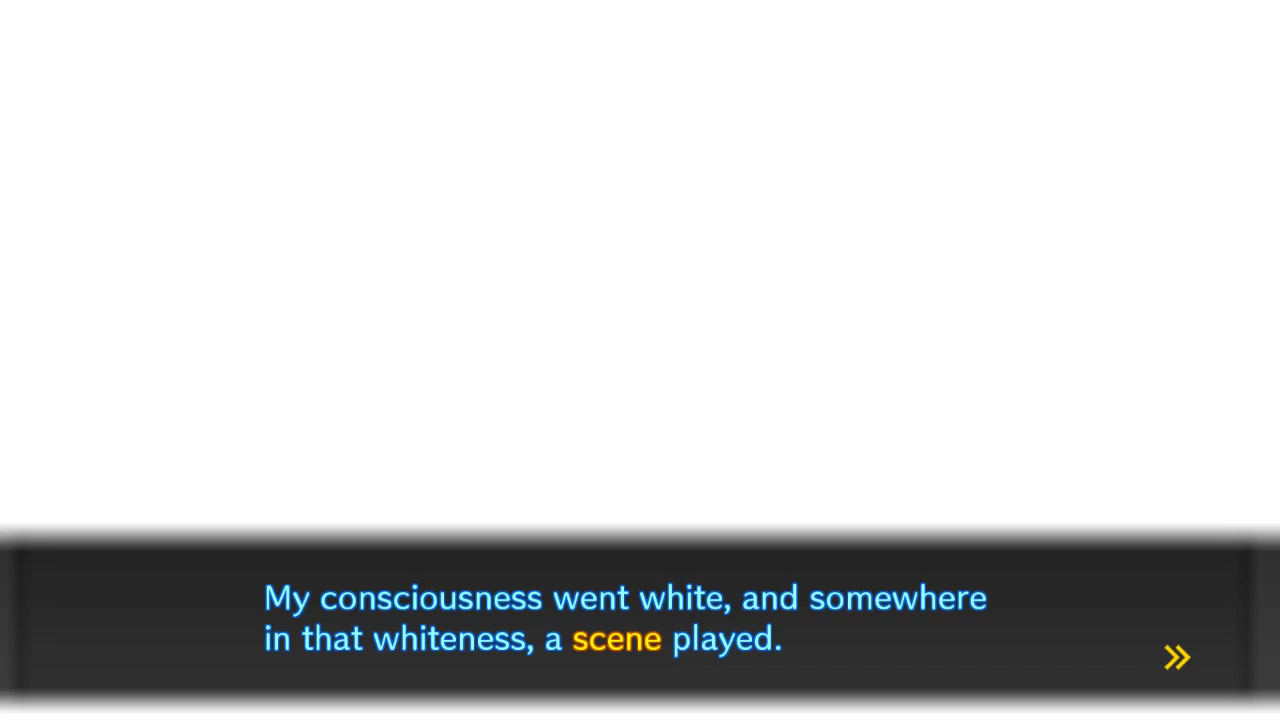 My consciousness went white, and somewhere
in that whiteness, a scene played.